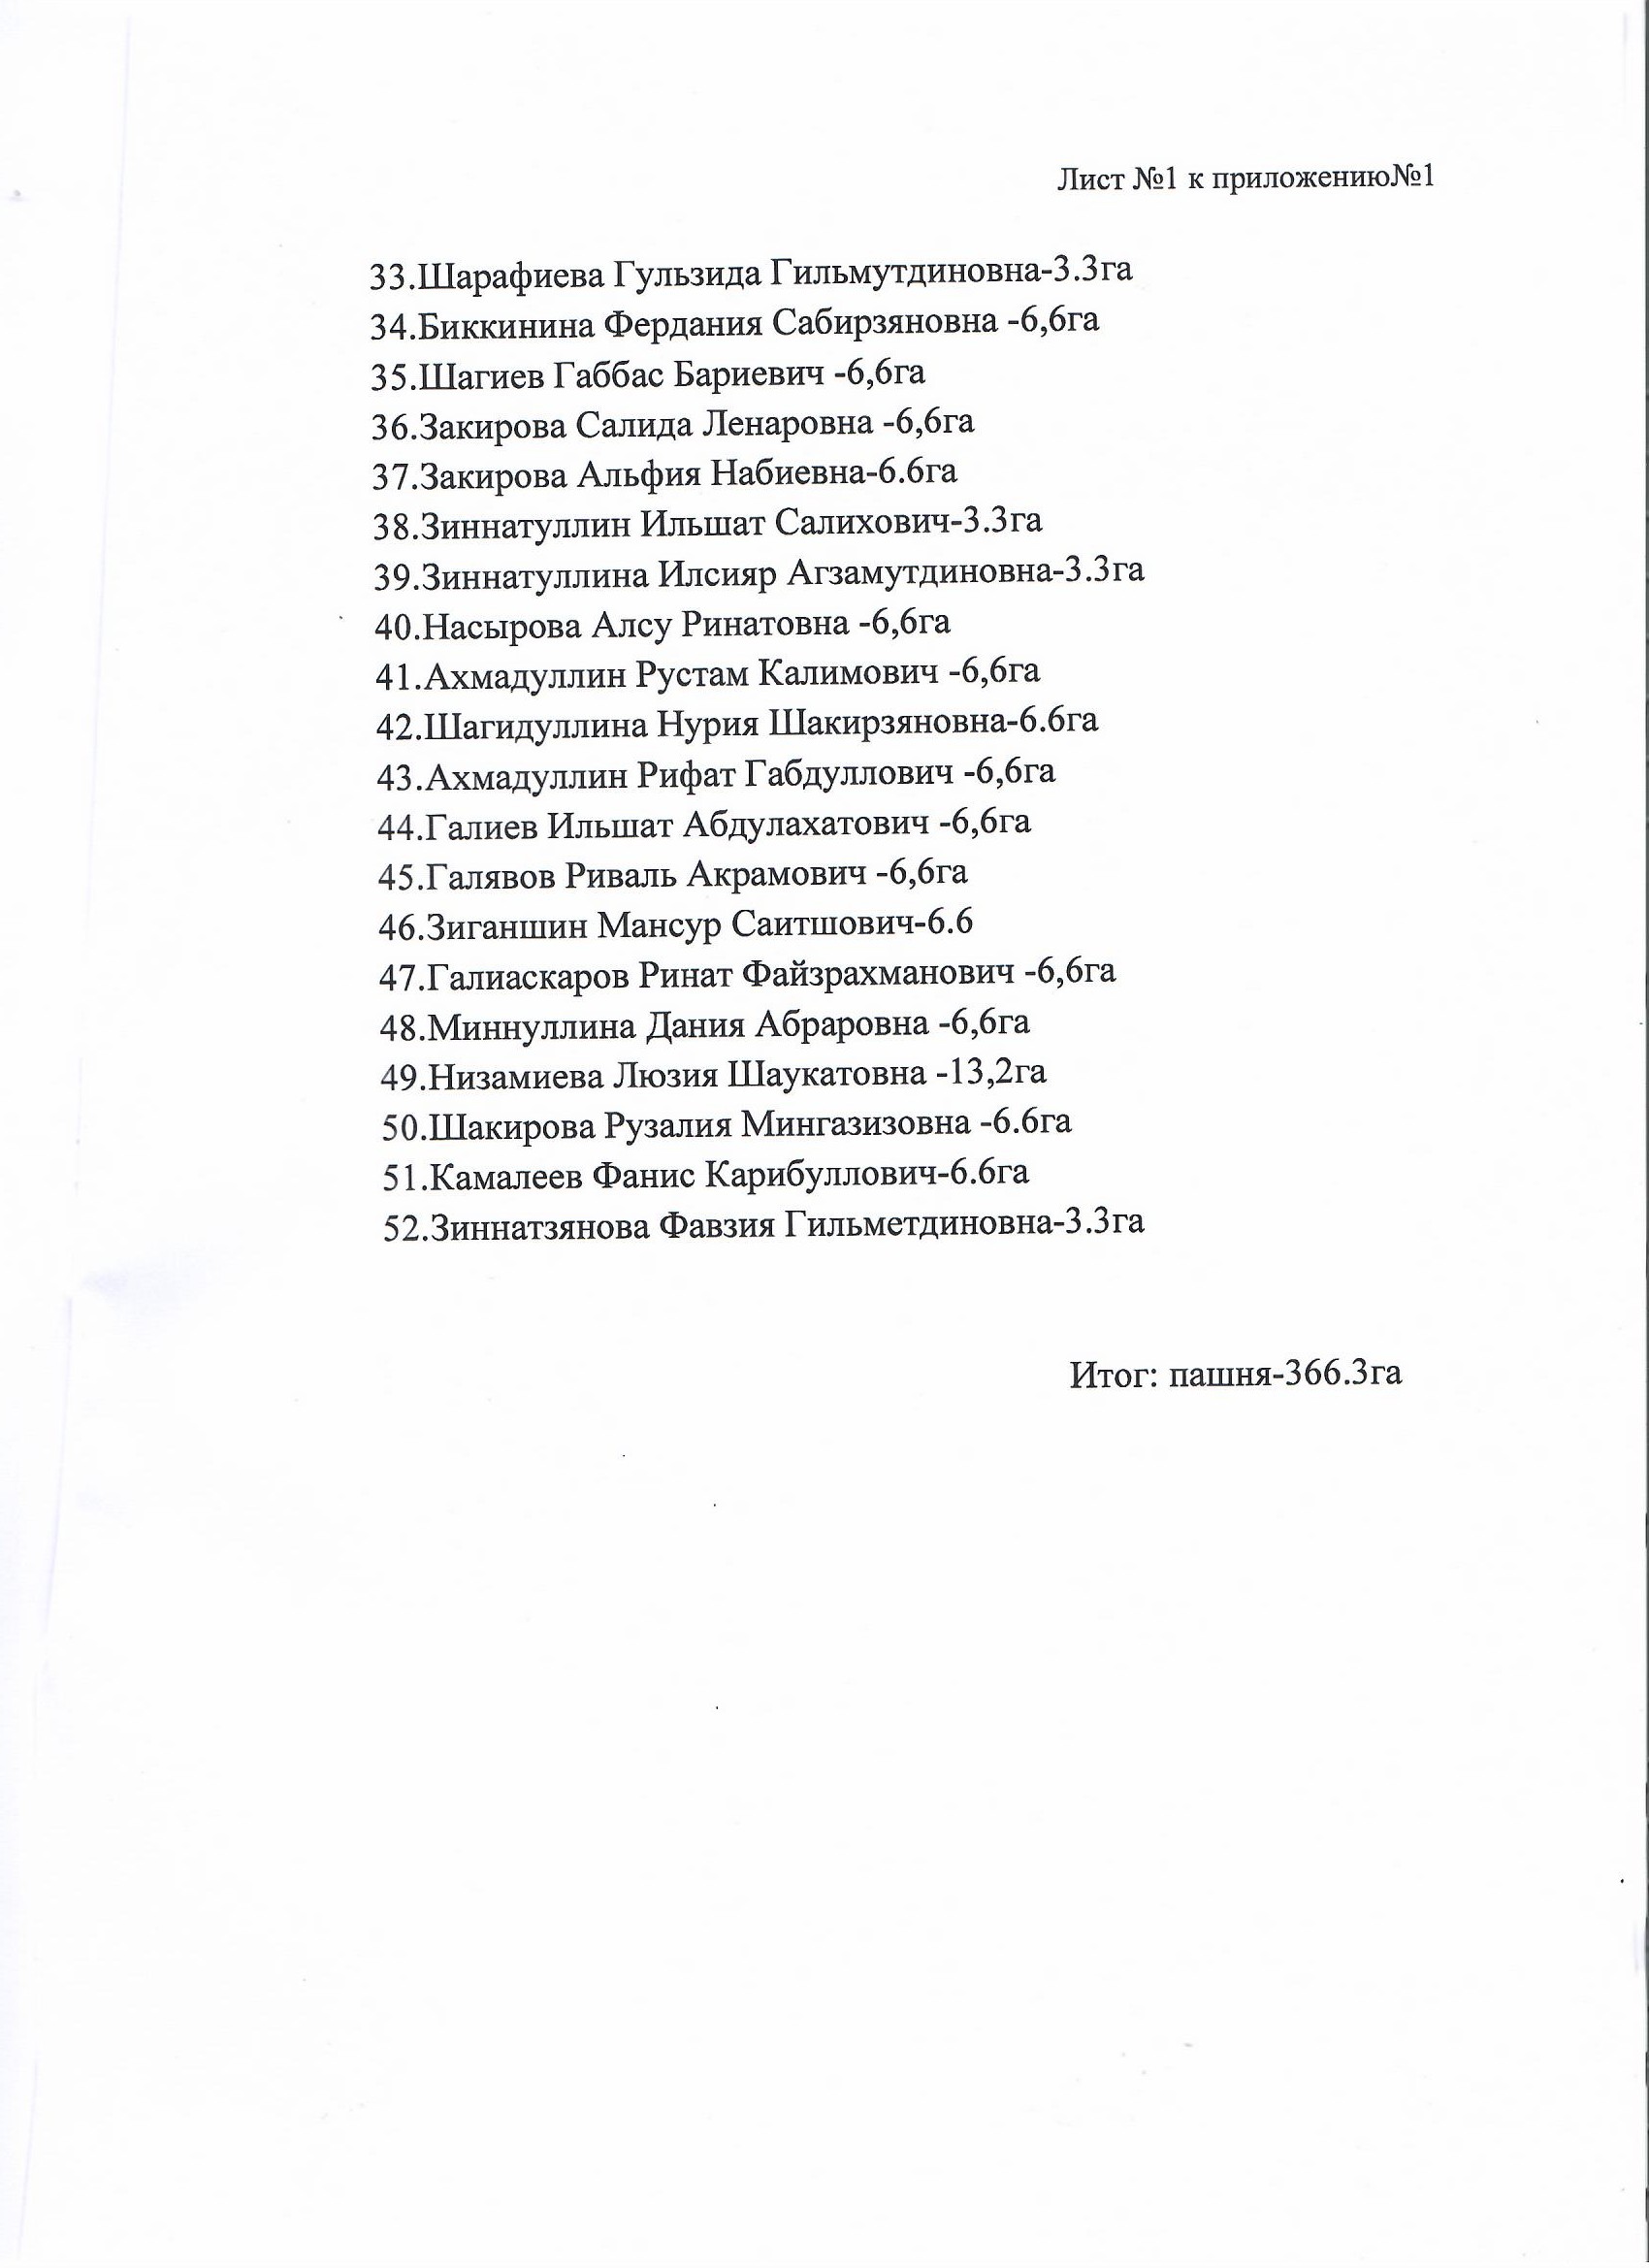 Лист №1 к приложению№1
33.Шарафиева Гульзида Гильмутдиновна-3.3га
34.Биккинина Фердания Сабирзяновна -6,6га
35.Шагиев Габбас Бариевич -6,6га
36.Закирова Салида Ленаровна -6,6га
37.Закирова Альфия Набиевна-6.6га
38.Зиннатуллин Ильшат Салихович-3.3га
39.Зиннатуллина Илсияр Агзамутдиновна-3.3га
40.Насырова Алсу Ринатовна -6,6га
41.Ахмадуллин Рустам Калимович -6,6га
42.Шагидуллина Нурия Шакирзяновна-6.6га
43.Ахмадуллин Рифат Габдуллович -6,6га
44.Галиев Ильшат Абдулахатович -6,6га
45.Галявов Риваль Акрамович -6,6га
46.Зиганшин Мансур Саитшович-6.6
47.Галиаскаров Ринат Файзрахманович -6,6га
48.Миннуллина Дания Абраровна -6,6га
49.Низамиева Люзия Шаукатовна -13,2га
50.Шакирова Рузалия Мингазизовна -6.6га
51.Камалеев Фанис Карибуллович-6.6га
52.Зиннатзянова Фавзия Гильметдиновна-3.3га
Итог: пашня-366.3га